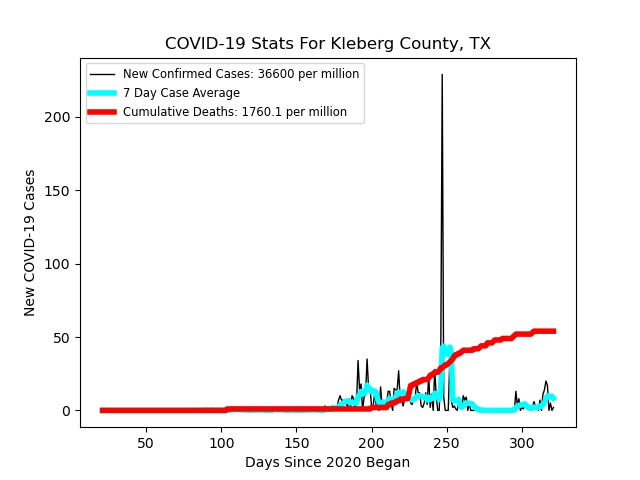 COVID-19 Stats For Kleberg County, TX
New Confirmed Cases: 36600 per million
7 Day Case Average
Cumulative Deaths: 1760.1 per million
New COVID-19 Cases
200
150
100
50
0
50 100 150 200 250 300
Days Since 2020 Began